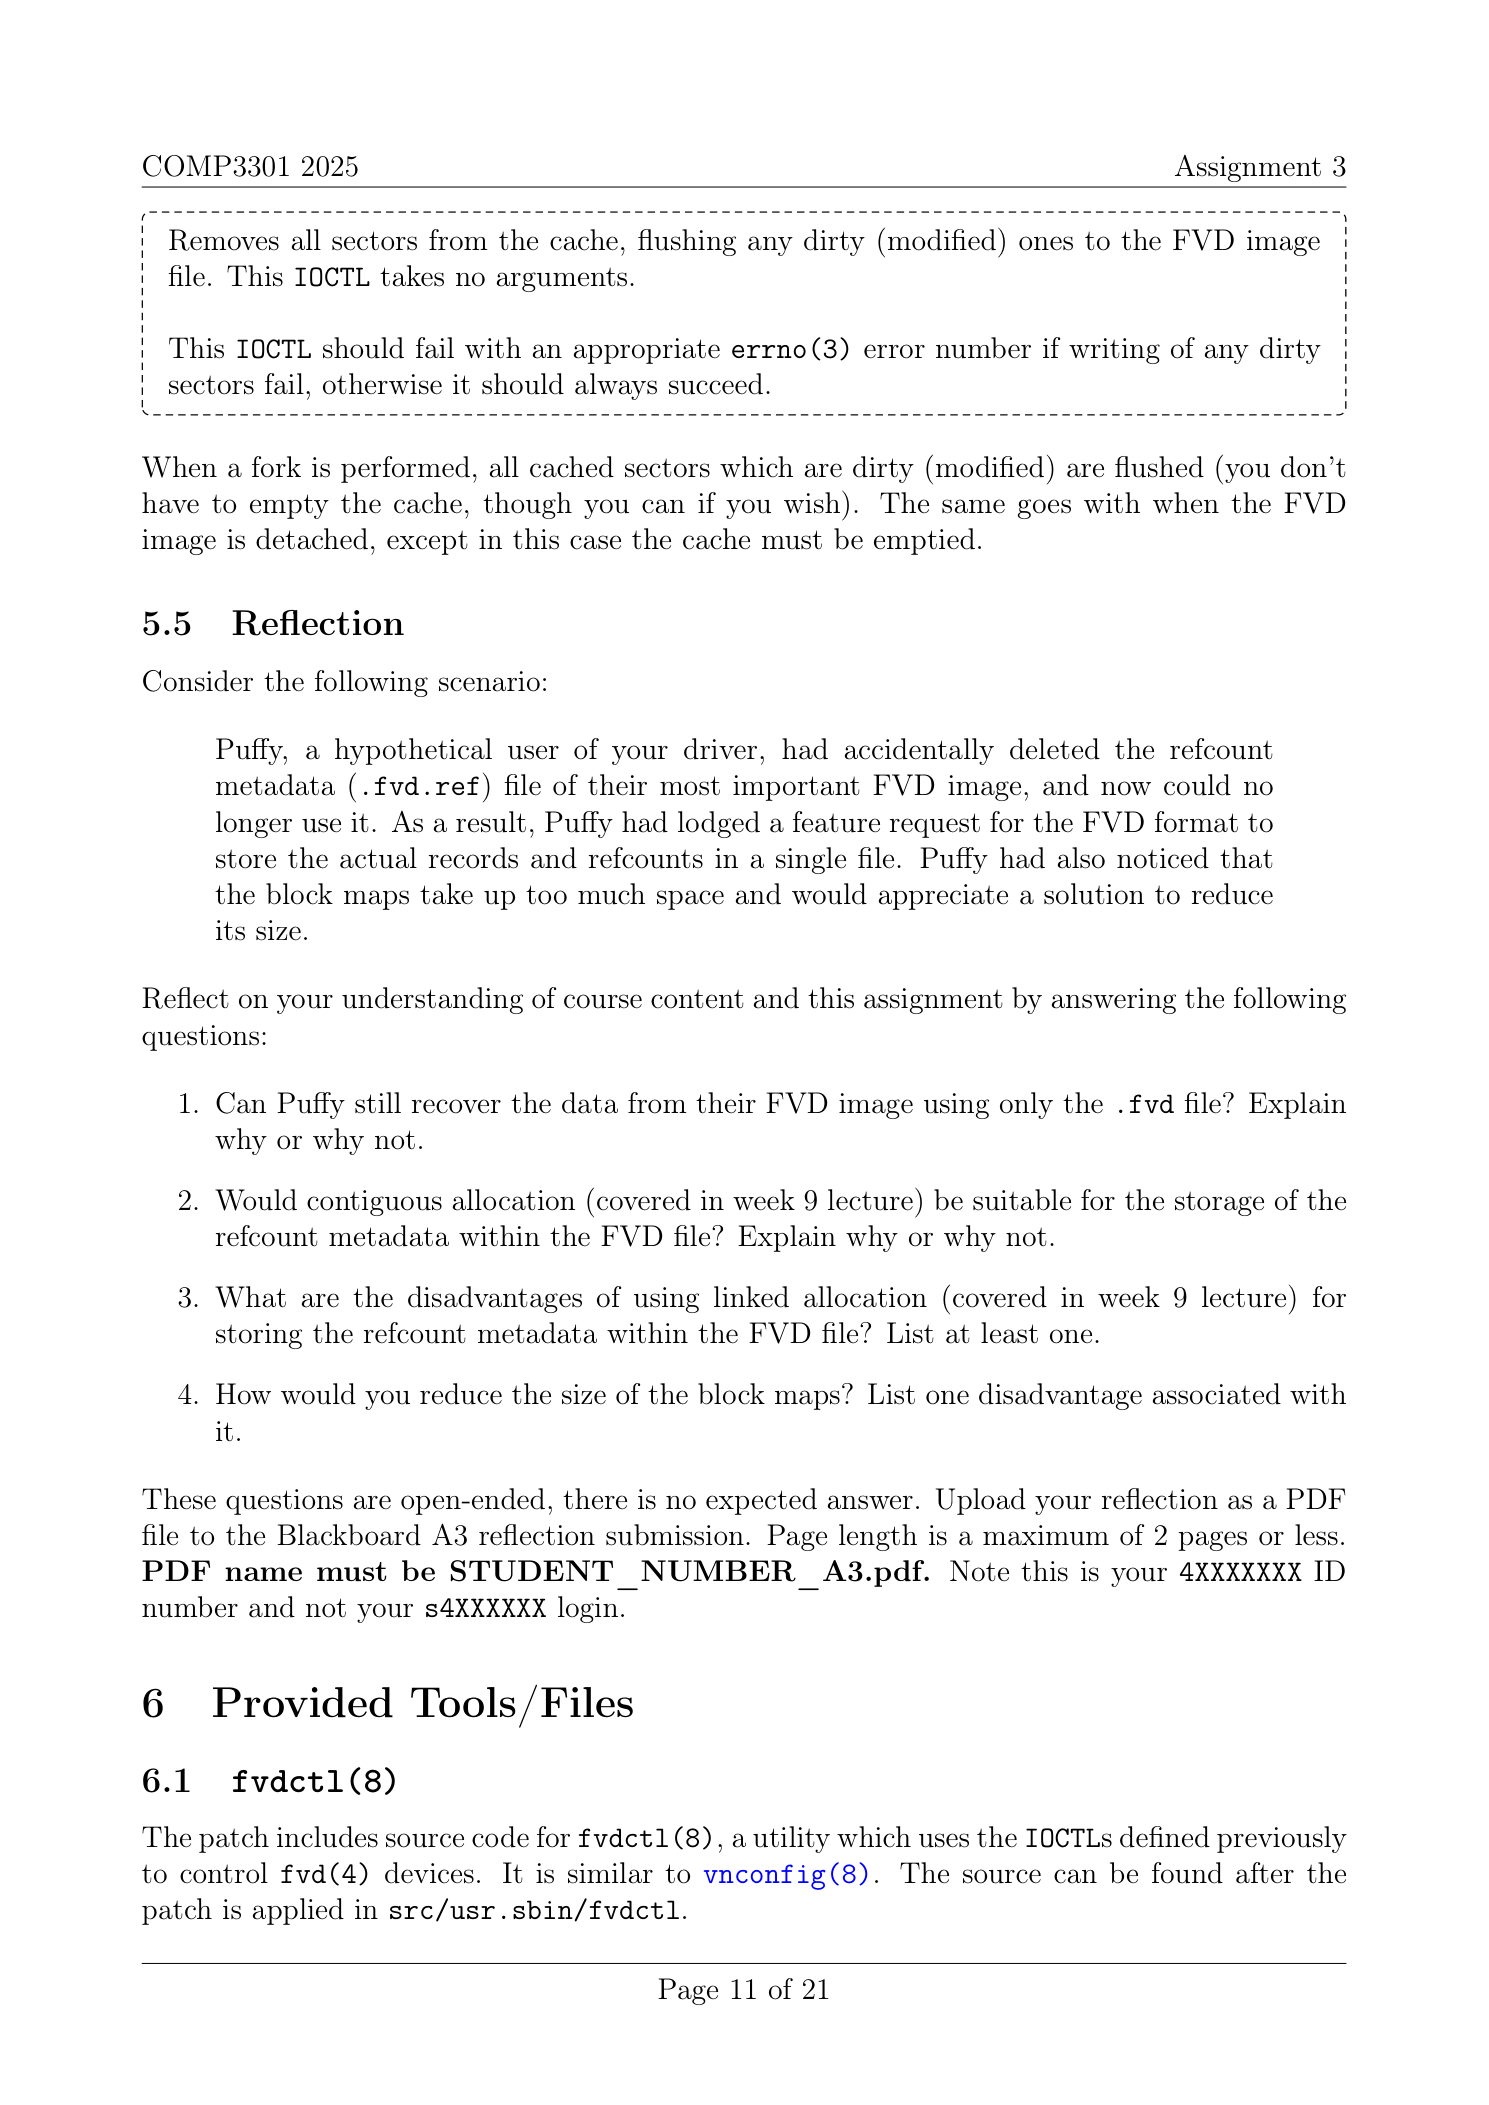 COMP3301 2025
Assignment 3
Removes all sectors from the cache, flushing any dirty (modified) ones to the FVD image
file. This IOCTL takes no arguments.
This IOCTL should fail with an appropriate errno(3) error number if writing of any dirty
sectors fail, otherwise it should always succeed.
When a fork is performed, all cached sectors which are dirty (modified) are flushed (you don't
have to empty the cache, though you can if you wish). The same goes with when the FVD
image is detached, except in this case the cache must be emptied.
5.5 Reflection
Consider the following scenario:
Puffy, a hypothetical user of your driver, had accidentally deleted the refcount
metadata (.fvd.ref) file of their most important FVD image, and now could no
longer use it. As a result, Puffy had lodged a feature request for the FVD format to
store the actual records and refcounts in a single file. Puffy had also noticed that
the block maps take up too much space and would appreciate a solution to reduce
its size.
Reflect on your understanding of course content and this assignment by answering the following
questions:
1. Can Puffy still recover the data from their FVD image using only the .fvd file? Explain
why or why not.
2. Would contiguous allocation (covered in week 9 lecture) be suitable for the storage of the
refcount metadata within the FVD file? Explain why or why not.
3. What are the disadvantages of using linked allocation (covered in week 9 lecture) for
storing the refcount metadata within the FVD file? List at least one.
4. How would you reduce the size of the block maps? List one disadvantage associated with
it.
These questions are open-ended, there is no expected answer. Upload your reflection as a PDF
file to the Blackboard A3 reflection submission. Page length is a maximum of 2 pages or less.
PDF name must be STUDENT_NUMBER_A3.pdf. Note this is your 4XXXXXXX ID
number and not your s4XXXXXX login.
6 Provided Tools/Files
6.1 fvdctl(8)
The patch includes source code for fvdctl(8), a utility which uses the IOCTLs defined previously
to control fvd(4) devices. It is similar to vnconfig(8). The source can be found after the
patch is applied in src/usr.sbin/fvdctl.
Page 11 of 21